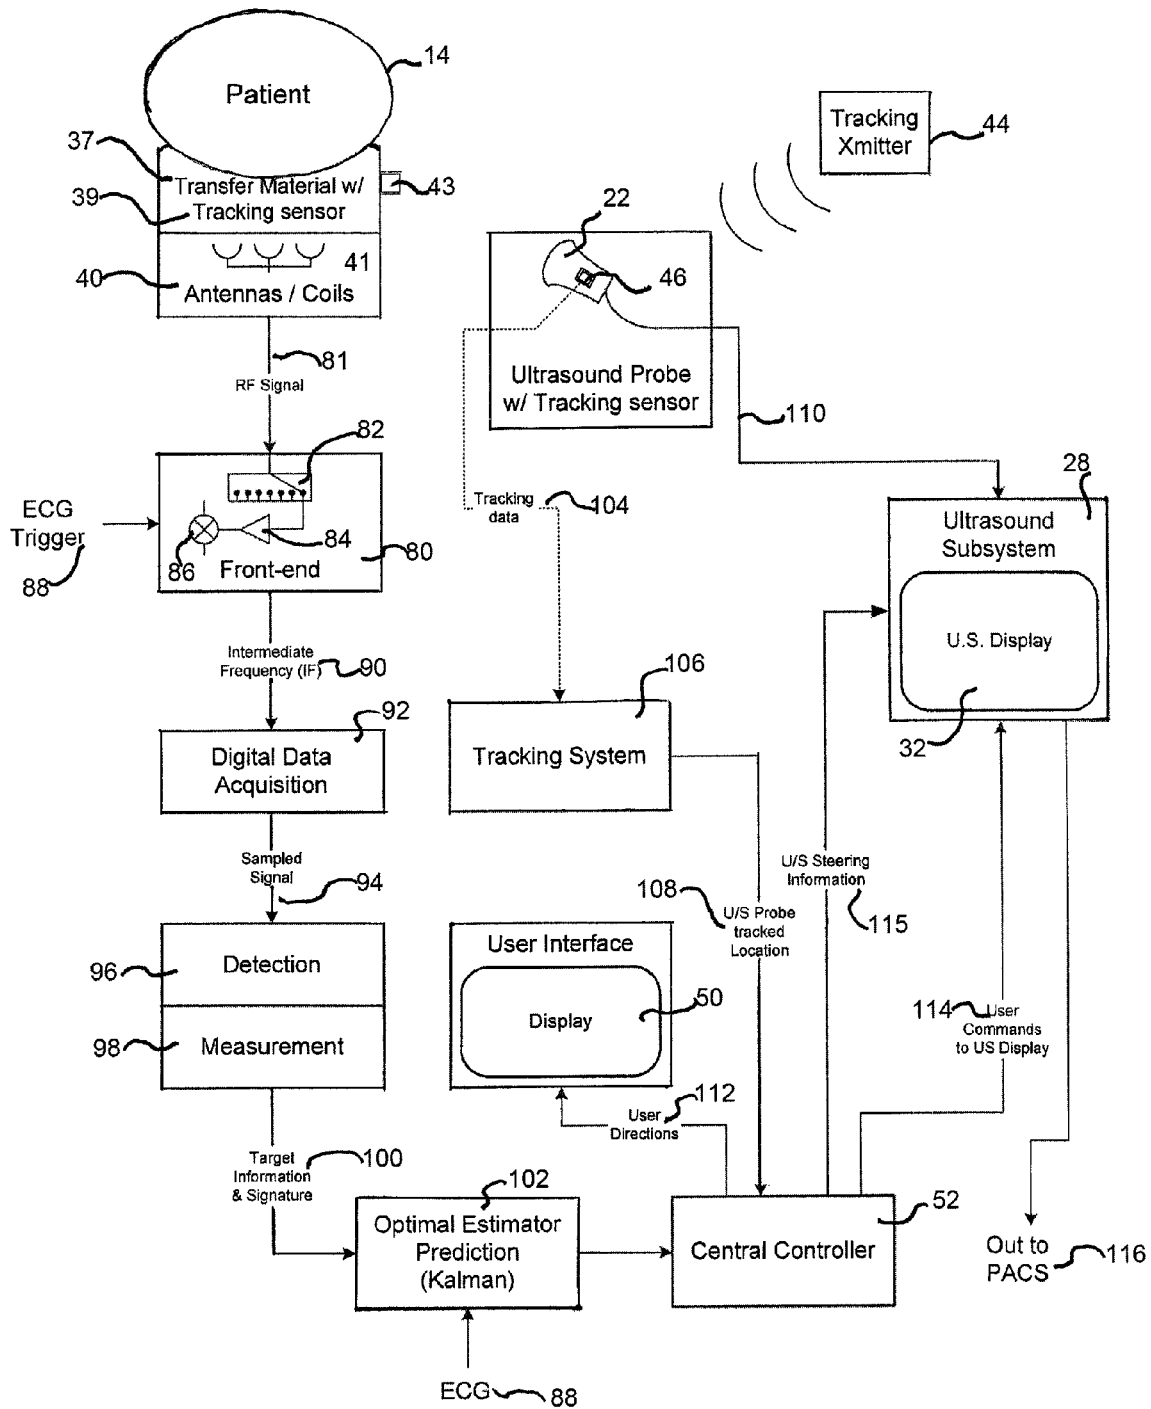 14
Patient
37
Transfer Material w/
Tracking sensor
39
43
41
40
Antennas / Coils
Tracking
Xmitter
44
22
46
Ultrasound Probe
w/ Tracking sensor
81
RF Signal
110
82
84
86
80
Front-end
ECG
Trigger
88
Tracking
data
104
28
Ultrasound
Subsystem
U.S. Display
32
Intermediate
Frequency (IF)
90
106
Tracking System
92
Digital Data
Acquisition
Sampled
Signal
94
U/S Steering
Information
115
108
U/S Probe
tracked
Location
96
Detection
98
Measurement
User Interface
Display
50
114
User
Commands
to US Display
User
Directions
112
Target
Information
& Signature
100
102
Optimal Estimator
Prediction
(Kalman)
52
Central Controller
Out to
PACS
116
ECG
88